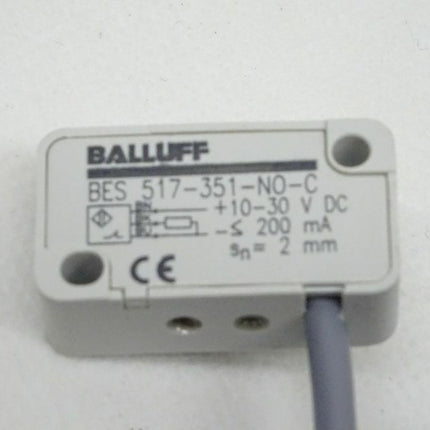 BALLUFF
BES 517-351-NO-C
+10-30 V DC
-≤ 200 mA
sn= 2 mm
CE